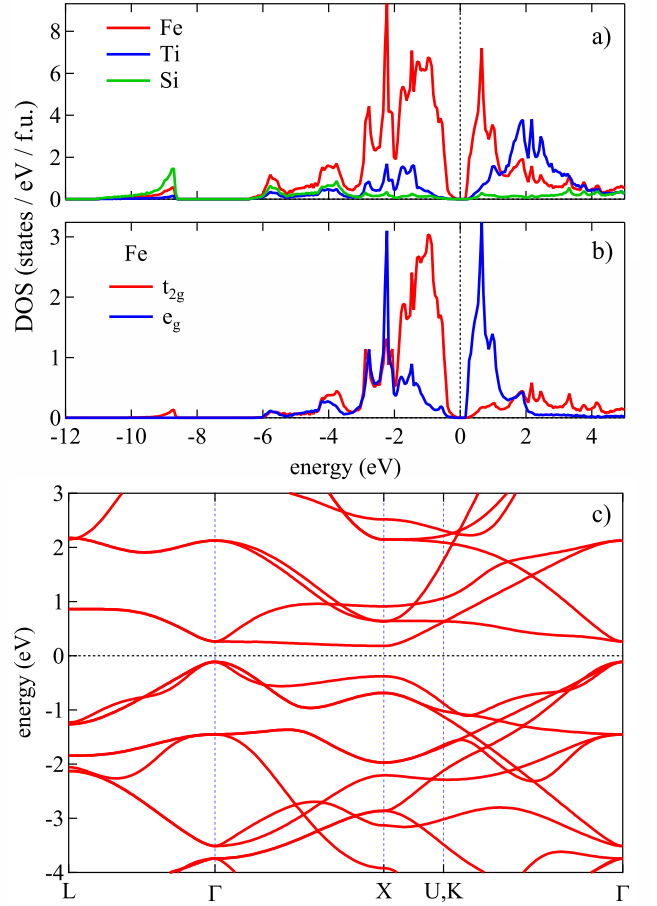 DOS (states / eV / f.u.)
8
6
4
2
0
Fe
Ti
Si
a)
3
2
1
0
Fe
t2g
eg
b)
-12 -10 -8 -6 -4 -2 0 2 4
energy (eV)
energy (eV)
3
2
1
0
-1
-2
-3
-4
c)
L Γ X U,K Γ